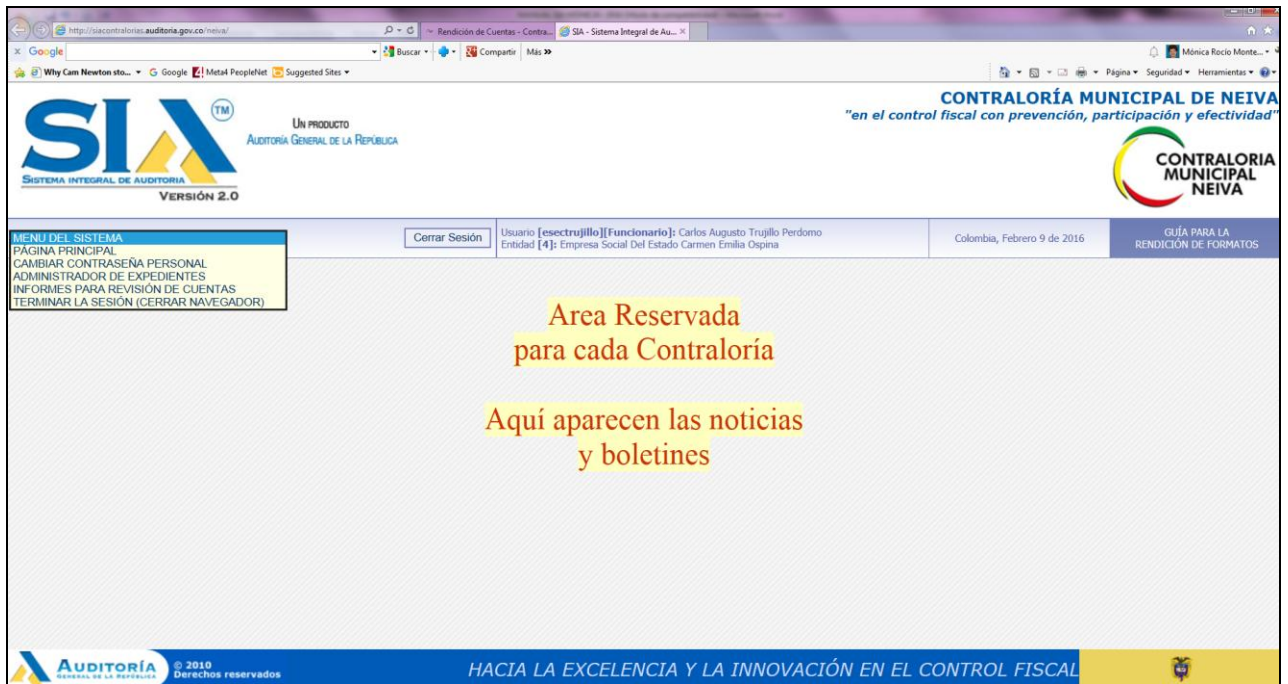 http://siacontralorias.auditoria.gov.co/neiva/
Rendición de Cuentas - Contra...
SIA - Sistema Integral de Au...
x Google
Buscar
Compartir
Más »
Mónica Rocío Monte...
Why Cam Newton sto...
Google
Meta4 PeopleNet
Suggested Sites
Página
Seguridad
Herramientas
SIA
TM
SISTEMA INTEGRAL DE AUDITORIA
VERSIÓN 2.0
UN PRODUCTO
AUDITORÍA GENERAL DE LA REPÚBLICA
CONTRALORÍA MUNICIPAL DE NEIVA
"en el control fiscal con prevención, participación y efectividad"
CONTRALORIA
MUNICIPAL
NEIVA
MENU DEL SISTEMA
PÁGINA PRINCIPAL
CAMBIAR CONTRASEÑA PERSONAL
ADMINISTRADOR DE EXPEDIENTES
INFORMES PARA REVISIÓN DE CUENTAS
TERMINAR LA SESIÓN (CERRAR NAVEGADOR)
Cerrar Sesión
Usuario [esectrujillo][Funcionario]: Carlos Augusto Trujillo Perdomo
Entidad [4]: Empresa Social Del Estado Carmen Emilia Ospina
Colombia, Febrero 9 de 2016
GUÍA PARA LA
RENDICIÓN DE FORMATOS
Area Reservada
para cada Contraloría
Aquí aparecen las noticias
y boletines
AUDITORÍA
GENERAL DE LA REPÚBLICA
© 2010
Derechos reservados
HACIA LA EXCELENCIA Y LA INNOVACIÓN EN EL CONTROL FISCAL